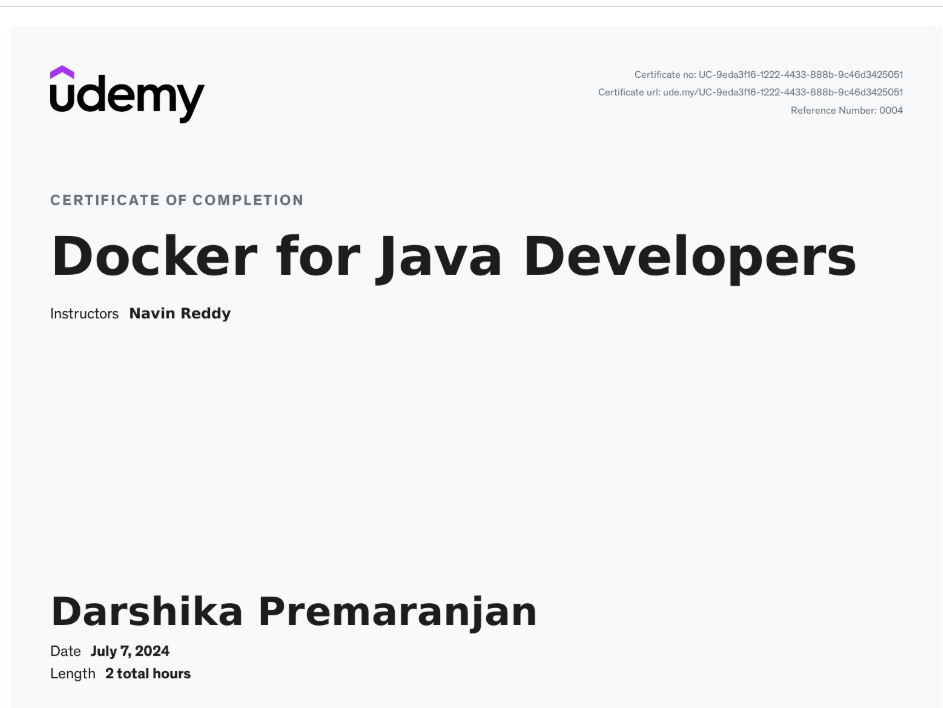 udemy
Certificate no: UC-9eda3f16-1222-4433-888b-9c46d3425051
Certificate url: ude.my/UC-9eda3f16-1222-4433-888b-9c46d3425051
Reference Number: 0004
CERTIFICATE OF COMPLETION
Docker for Java Developers
Instructors Navin Reddy
Darshika Premaranjan
Date July 7, 2024
Length 2 total hours